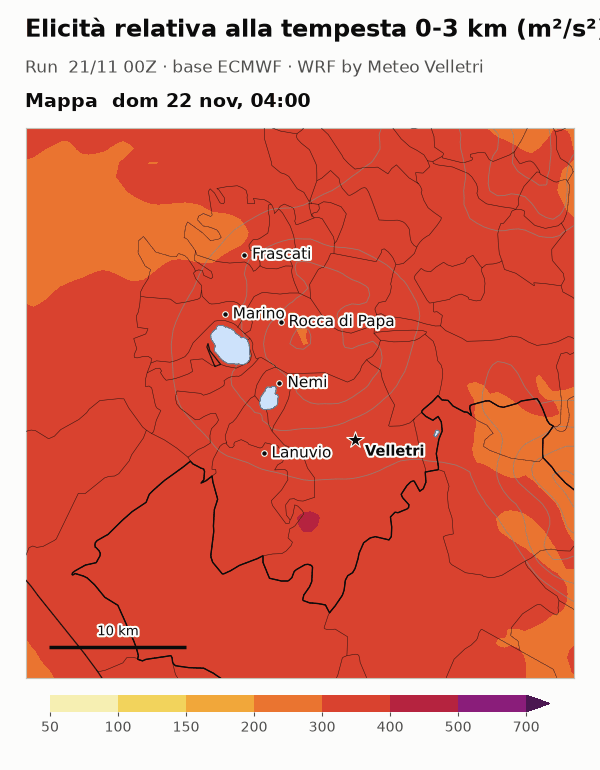 Elicità relativa alla tempesta 0-3 km (m²/s²)
Run 21/11 00Z · base ECMWF · WRF by Meteo Velletri
Mappa dom 22 nov, 04:00
Frascati
Marino
Rocca di Papa
Nemi
Lanuvio
Velletri
10 km
50 100 150 200 300 400 500 700